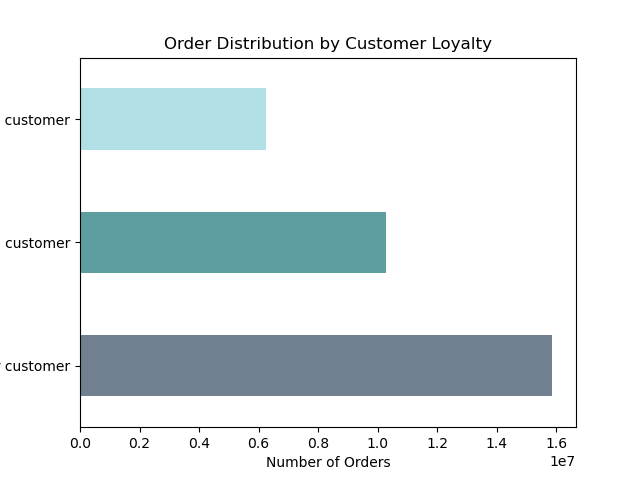 Order Distribution by Customer Loyalty
customer
customer
customer
0.0 0.2 0.4 0.6 0.8 1.0 1.2 1.4 1.6
1e7
Number of Orders